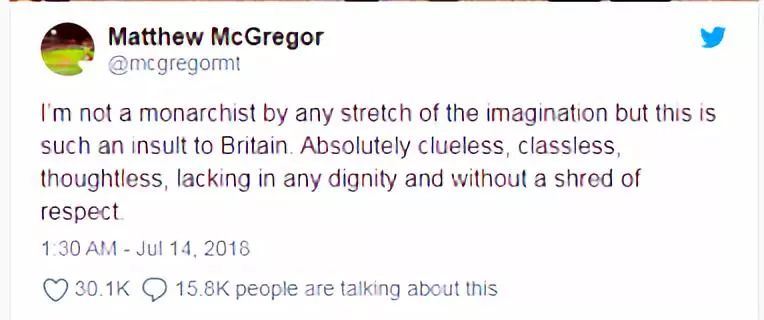 Matthew McGregor
@mcgregormt
I'm not a monarchist by any stretch of the imagination but this is
such an insult to Britain. Absolutely clueless, classless,
thoughtless, lacking in any dignity and without a shred of
respect.
1:30 AM - Jul 14, 2018
30.1K 15.8K people are talking about this